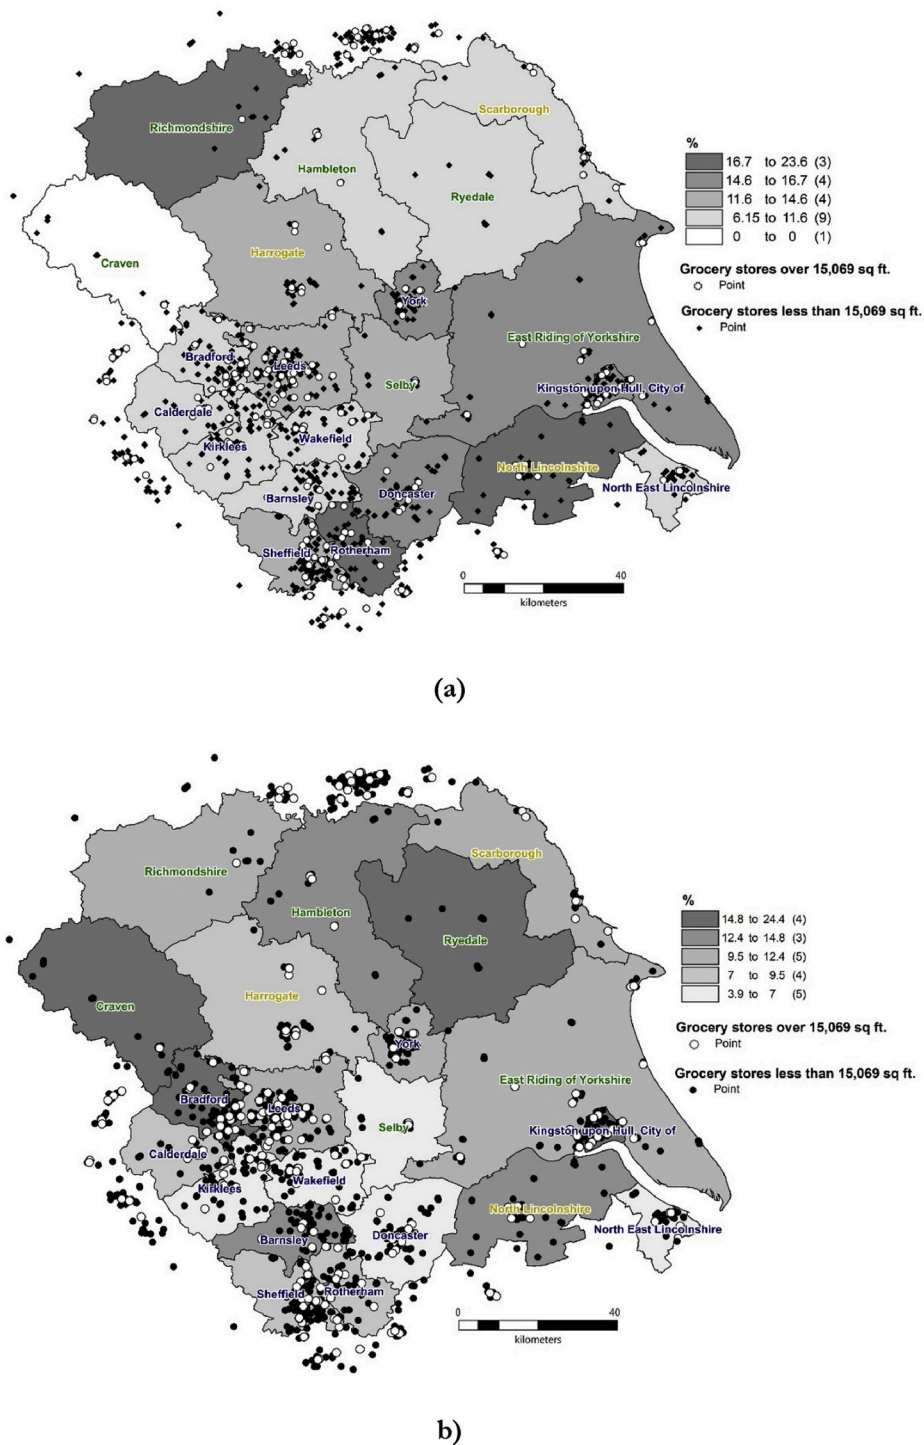 Scarborough
Richmondshire
Hambleton
Ryedale
%
16.7 to 23.6 (3)
14.6 to 16.7 (4)
11.6 to 14.6 (4)
6.15 to 11.6 (9)
0 to 0 (1)
Craven
Harrogate
Grocery stores over 15,069 sq ft.
Point
York
Grocery stores less than 15,069 sq ft.
Point
East Riding of Yorkshire
Bradford
Leeds
Selby
Kingston upon Hull, City of
Calderdale
Kirklees
Wakefield
North Lincolnshire
Barnsley
Doncaster
North East Lincolnshire
Sheffield
Rotherham
0 40
kilometers
(a)
Scarborough
Richmondshire
Hambleton
Ryedale
%
14.8 to 24.4 (4)
12.4 to 14.8 (3)
9.5 to 12.4 (5)
7 to 9.5 (4)
3.9 to 7 (5)
Craven
Harrogate
Grocery stores over 15,069 sq ft.
Point
York
Grocery stores less than 15,069 sq ft.
Point
East Riding of Yorkshire
Bradford
Leeds
Selby
Kingston upon Hull, City of
Calderdale
Kirklees
Wakefield
North Lincolnshire
Barnsley
Doncaster
North East Lincolnshire
Sheffield
Rotherham
0 40
kilometers
b)